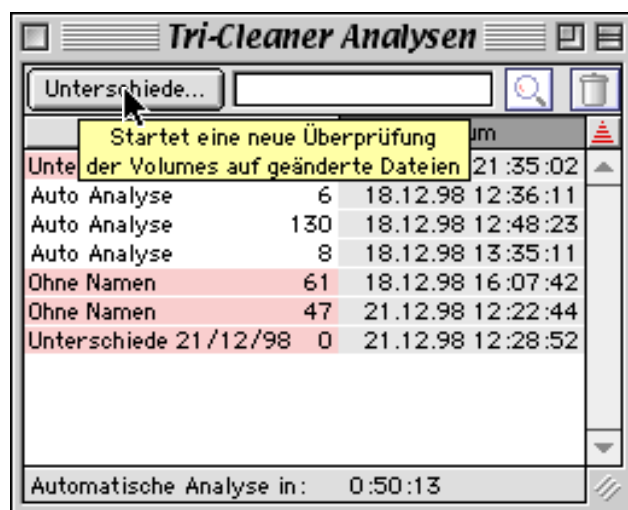 Tri-Cleaner Analysen
Unterschiede...
Startet eine neue Überprüfung
der Volumes auf geänderte Dateien
21:35:02
Auto Analyse 6 18.12.98 12:36:11
Auto Analyse 130 18.12.98 12:48:23
Auto Analyse 8 18.12.98 13:35:11
Ohne Namen 61 18.12.98 16:07:42
Ohne Namen 47 21.12.98 12:22:44
Unterschiede 21/12/98 0 21.12.98 12:28:52
Automatische Analyse in: 0:50:13